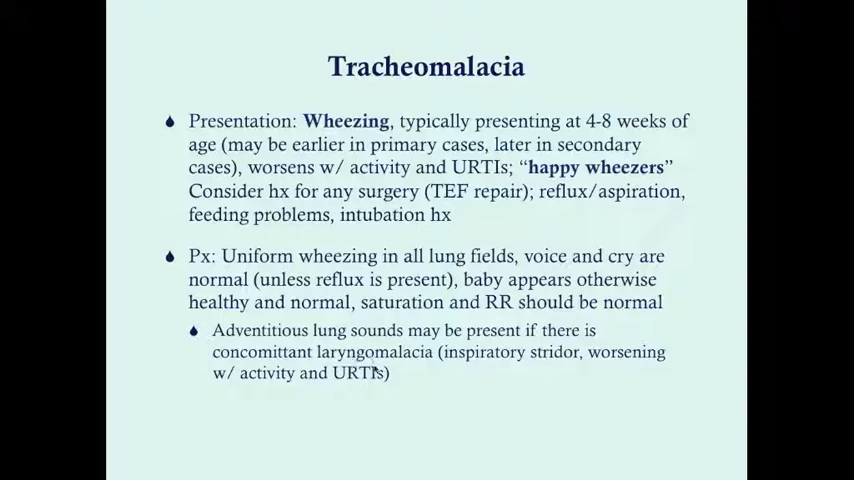 Tracheomalacia
Presentation: Wheezing, typically presenting at 4-8 weeks of
age (may be earlier in primary cases, later in secondary
cases), worsens w/ activity and URTIs; “happy wheezers”
Consider hx for any surgery (TEF repair); reflux/aspiration,
feeding problems, intubation hx
Px: Uniform wheezing in all lung fields, voice and cry are
normal (unless reflux is present), baby appears otherwise
healthy and normal, saturation and RR should be normal
Adventitious lung sounds may be present if there is
concomittant laryngomalacia (inspiratory stridor, worsening
w/ activity and URTIs)